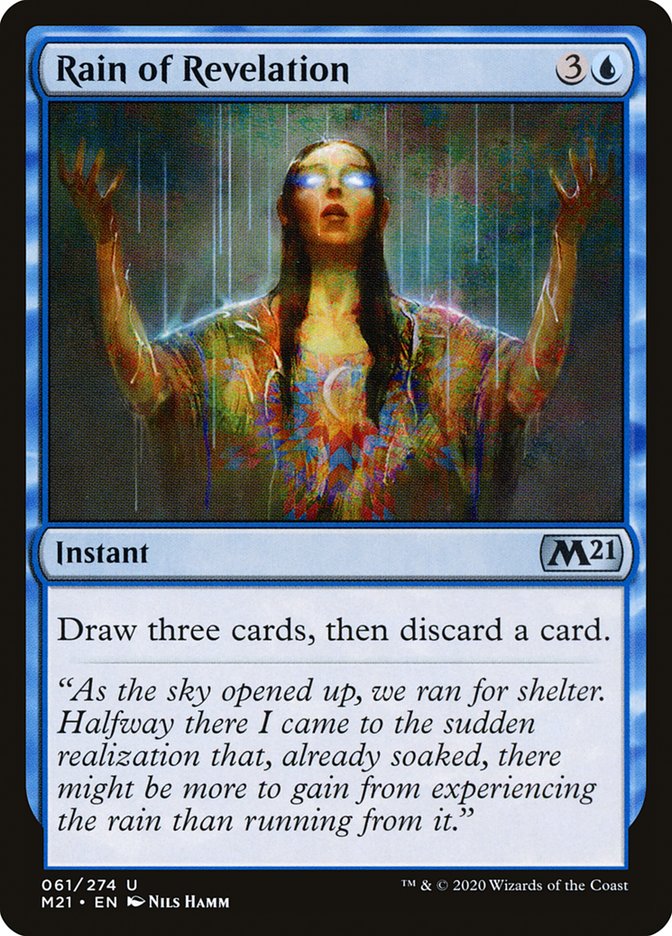 Rain of Revelation 3
Instant M21
Draw three cards, then discard a card.
“As the sky opened up, we ran for shelter.
Halfway there I came to the sudden
realization that, already soaked, there
might be more to gain from experiencing
the rain than running from it.”
061/274 U ™ & © 2020 Wizards of the Coast
M21 • EN Nils Hamm